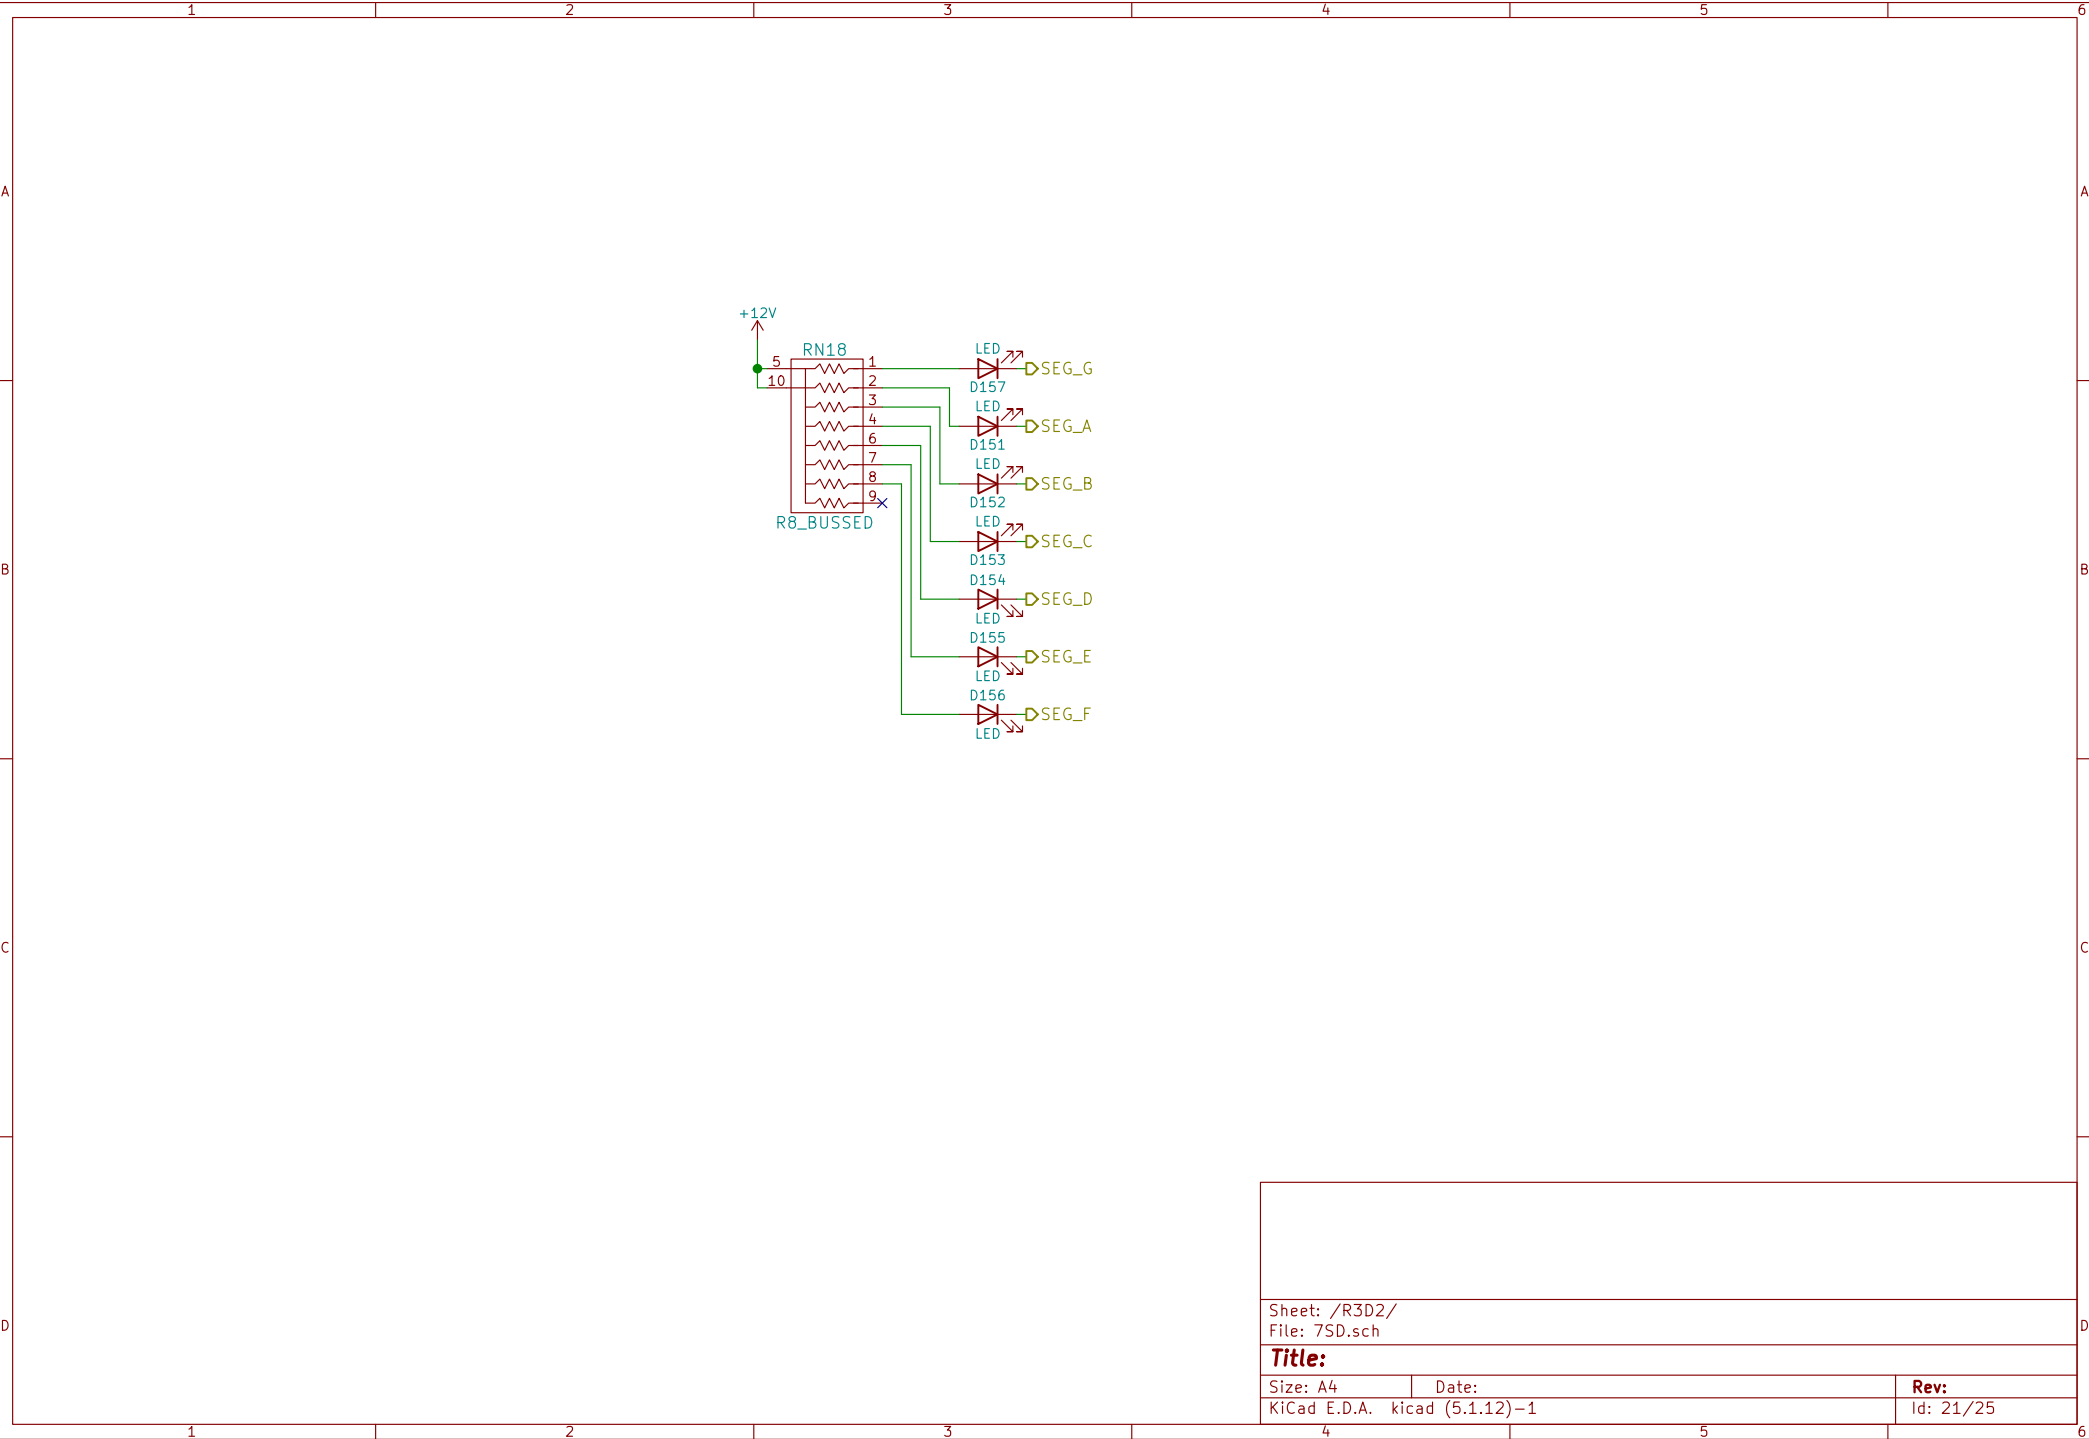 1 2 3 4 5 6
A A
+12V
RN18
LED
5 1 SEG_G
10 2 D157
LED
3
4 SEG_A
D151
6
LED
7
8 SEG_B
9 D152
R8_BUSSED
LED
SEG_C
D153
B B
D154
SEG_D
LED
D155
SEG_E
LED
D156
SEG_F
LED
C C
Sheet: /R3D2/
File: 7SD.sch
D D
Title:
Size: A4 Date: Rev:
KiCad E.D.A. kicad (5.1.12)-1 Id: 21/25
1 2 3 4 5 6